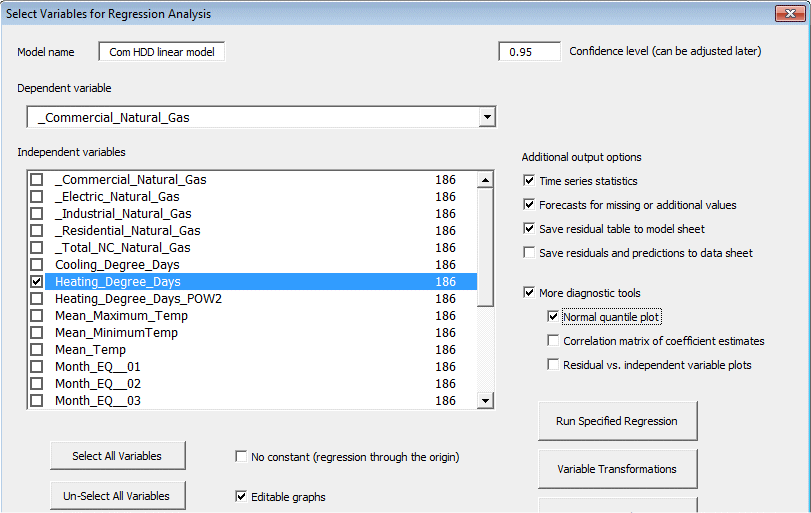 Select Variables for Regression Analysis
Model name Com HDD linear model 0.95 Confidence level (can be adjusted later)
Dependent variable
_Commercial_Natural_Gas
Independent variables
_Commercial_Natural_Gas 186
_Electric_Natural_Gas 186
_Industrial_Natural_Gas 186
_Residential_Natural_Gas 186
_Total_NC_Natural_Gas 186
Cooling_Degree_Days 186
Heating_Degree_Days 186
Heating_Degree_Days_POW2 186
Mean_Maximum_Temp 186
Mean_MinimumTemp 186
Mean_Temp 186
Month_EQ__01 186
Month_EQ__02 186
Month_EQ__03 186
Additional output options
Time series statistics
Forecasts for missing or additional values
Save residual table to model sheet
Save residuals and predictions to data sheet
More diagnostic tools
Normal quantile plot
Correlation matrix of coefficient estimates
Residual vs. independent variable plots
Select All Variables
Un-Select All Variables
No constant (regression through the origin)
Editable graphs
Run Specified Regression
Variable Transformations